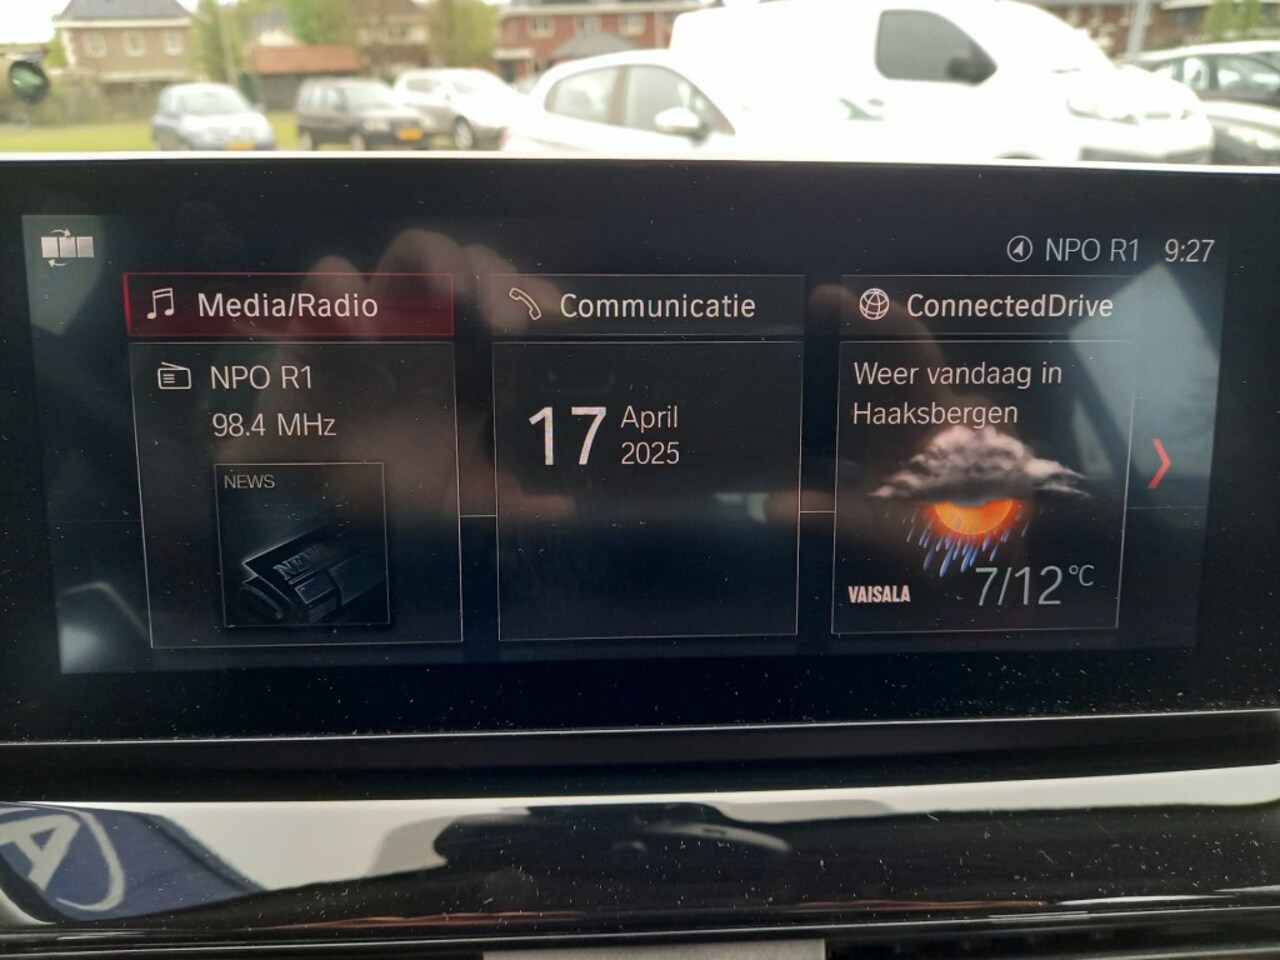 NPO R1 9:27
Media/Radio
NPO R1
98.4 MHz
NEWS
NEWS
Communicatie
17 April
2025
ConnectedDrive
Weer vandaag in
Haaksbergen
VAISALA 7/12°C